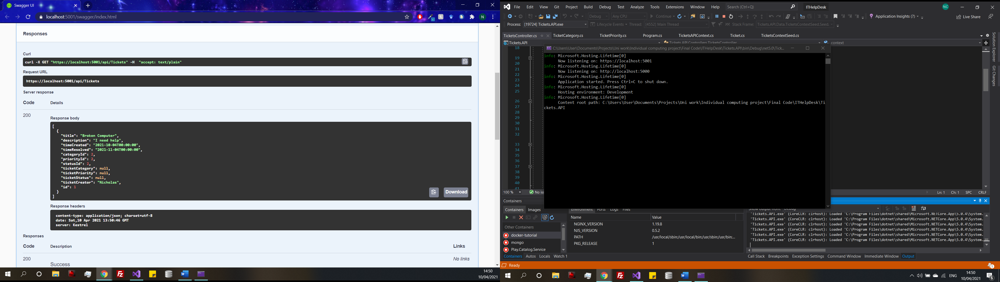 Swagger UI
localhost:5001/swagger/index.html
N
Responses
Curl
curl -X GET "https://localhost:5001/api/Tickets" -H  "accept: text/plain"
Request URL
https://localhost:5001/api/Tickets
Server response
Code Details
200
Response body
[
{
"title": "Broken Computer",
"description": "I need help",
"timeCreated": "2021-10-04T00:00:00",
"timeResolved": "2021-11-04T00:00:00",
"categoryId": 2,
"priorityId": 2,
"statusId": 2,
"ticketCategory": null,
"ticketPriority": null,
"ticketStatus": null,
"ticketCreator": "Nicholas",
"id": 1
}
]
Download
Response headers
content-type: application/json; charset=utf-8
date: Sat,10 Apr 2021 13:50:46 GMT
server: Kestrel
Responses
Code Description Links
200 No links
Success
14:50
10/04/2021
File Edit View Git Project Build Debug Test Analyze Tools Extensions Window Help Search (Ctrl+Q) ITHelpDesk NC
Debug Any CPU Continue Application Insights (?) Live Share
Process: [19724] Tickets.API.exe Lifecycle Events Thread: [4552] Main Thread Stack Frame: Tickets.API.Data.TicketsContextSeed.Seed.
TicketsController.cs TicketCategory.cs TicketPriority.cs Program.cs TicketsAPIContext.cs Ticket.cs TicketsContextSeed.cs
Tickets.API Tickets.API.Controllers.TicketsController context
Solution Explorer
Git Changes
C:\Users\User\Documents\Projects\Uni work\Individual computing project\Final Code\ITHelpDesk\Tickets.API\bin\Debug\net5.0\Tick...
info: Microsoft.Hosting.Lifetime[0]
Now listening on: https://localhost:5001
info: Microsoft.Hosting.Lifetime[0]
Now listening on: http://localhost:5000
info: Microsoft.Hosting.Lifetime[0]
Application started. Press Ctrl+C to shut down.
info: Microsoft.Hosting.Lifetime[0]
Hosting environment: Development
info: Microsoft.Hosting.Lifetime[0]
Content root path: C:\Users\User\Documents\Projects\Uni work\Individual computing project\Final Code\ITHelpDesk\Ti
ckets.API
18
19
20
21
22
23
24
25
26
27
28
29
30
31
32
33
34
35
36
37
38
39
40
41
100 % No iss Ln: 1 Ch: 1 SPC CRLF
Containers
Containers Images
Environment Ports Logs Files
Show output from: Debug
Name Value
Other Containers
docker-tutorial
mongo
Play.Catalog.Service
NGINX_VERSION 1.19.8
NJS_VERSION 0.5.2
PATH /usr/local/sbin:/usr/local/bin:/usr/sbin:/usr/bin:...
PKG_RELEASE 1
'Tickets.API.exe' (CoreCLR: clrhost): Loaded 'C:\Program Files\dotnet\shared\Microsoft.NETCore.App\5.0.4\System.
'Tickets.API.exe' (CoreCLR: clrhost): Loaded 'C:\Program Files\dotnet\shared\Microsoft.NETCore.App\5.0.4\System.
'Tickets.API.exe' (CoreCLR: clrhost): Loaded 'C:\Program Files\dotnet\shared\Microsoft.NETCore.App\5.0.4\System.
'Tickets.API.exe' (CoreCLR: clrhost): Loaded 'C:\Program Files\dotnet\shared\Microsoft.NETCore.App\5.0.4\System.
'Tickets.API.exe' (CoreCLR: clrhost): Loaded 'C:\Program Files\dotnet\shared\Microsoft.NETCore.App\5.0.4\System.
'Tickets.API.exe' (CoreCLR: clrhost): Loaded 'C:\Program Files\dotnet\shared\Microsoft.NETCore.App\5.0.4\System.
Containers Autos Locals Watch 1
Call Stack Breakpoints Exception Settings Command Window Immediate Window Output
Ready 1
ENG
14:50
10/04/2021
6